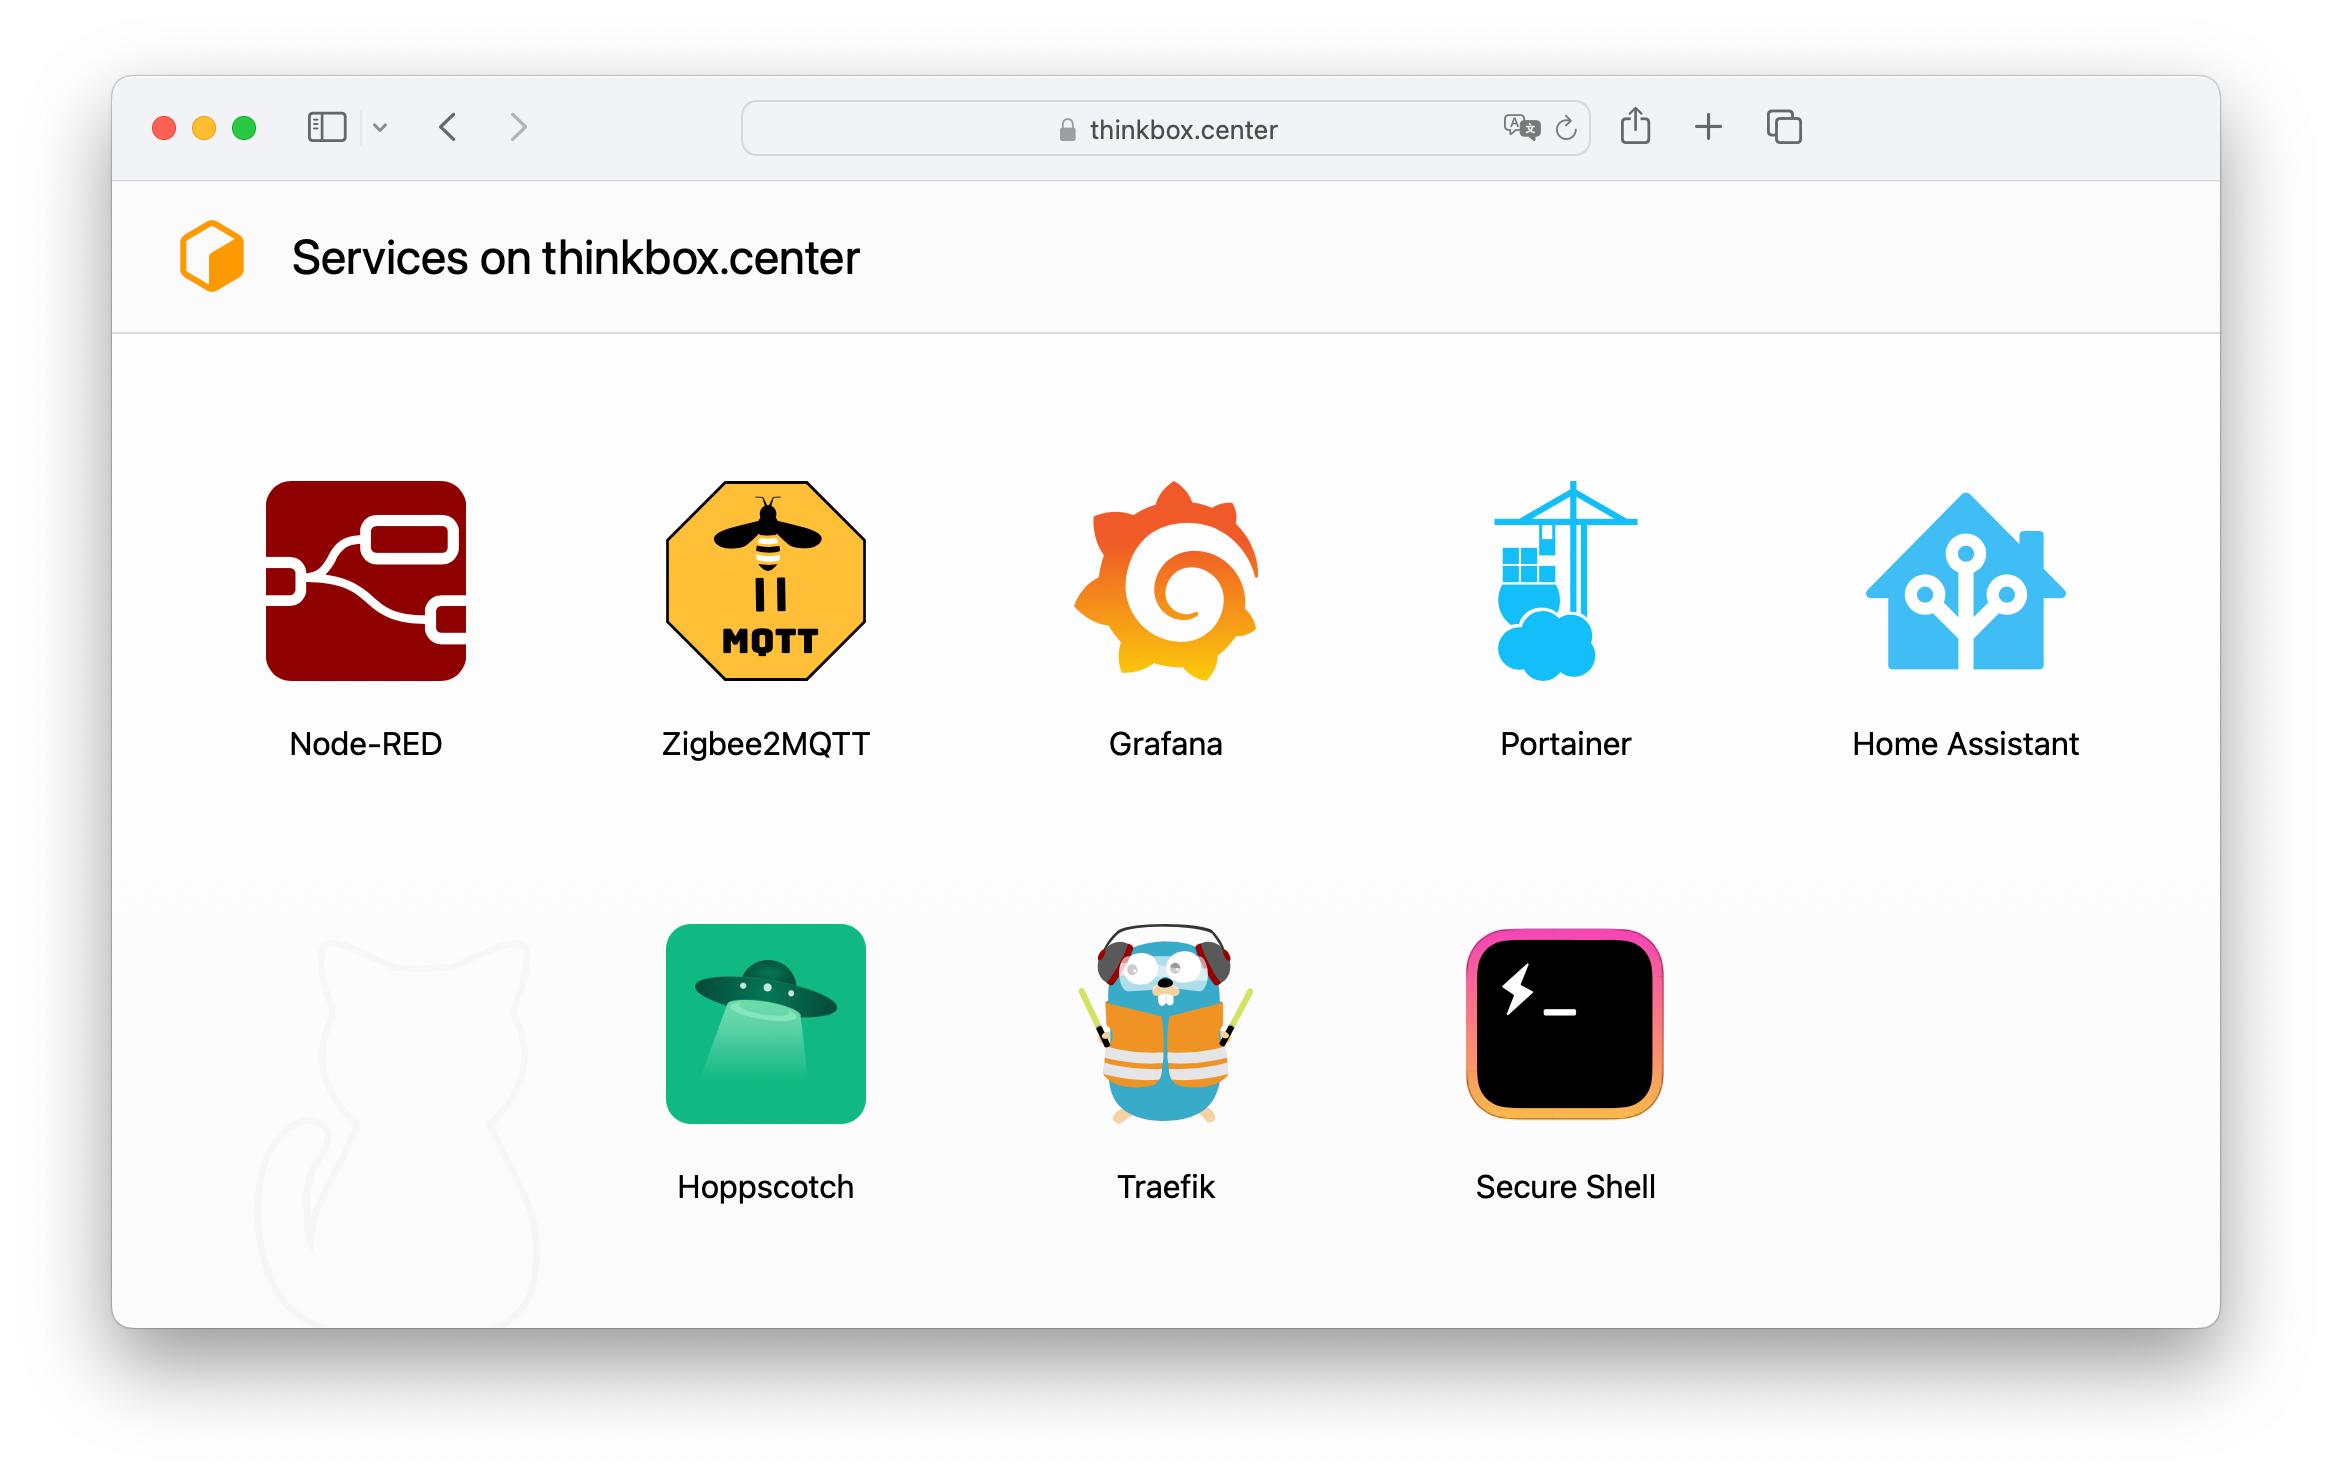 thinkbox.center
Services on thinkbox.center
MQTT
Node-RED
Zigbee2MQTT
Grafana
Portainer
Home Assistant
Hoppscotch
Traefik
Secure Shell